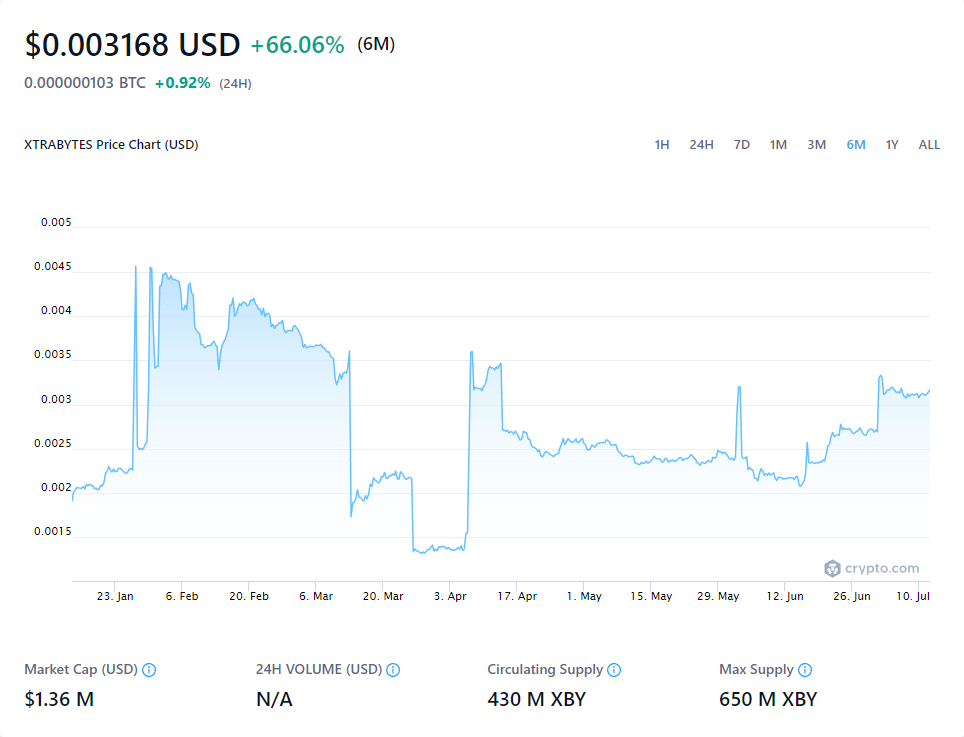 $0.003168 USD +66.06% (6M)
0.000000103 BTC +0.92% (24H)
XTRABYTES Price Chart (USD)
1H 24H 7D 1M 3M 6M 1Y ALL
0.005
0.0045
0.004
0.0035
0.003
0.0025
0.002
0.0015
crypto.com
23. Jan 6. Feb 20. Feb 6. Mar 20. Mar 3. Apr 17. Apr 1. May 15. May 29. May 12. Jun 26. Jun 10. Jul
Market Cap (USD) 24H VOLUME (USD) Circulating Supply Max Supply
$1.36 M N/A 430 M XBY 650 M XBY